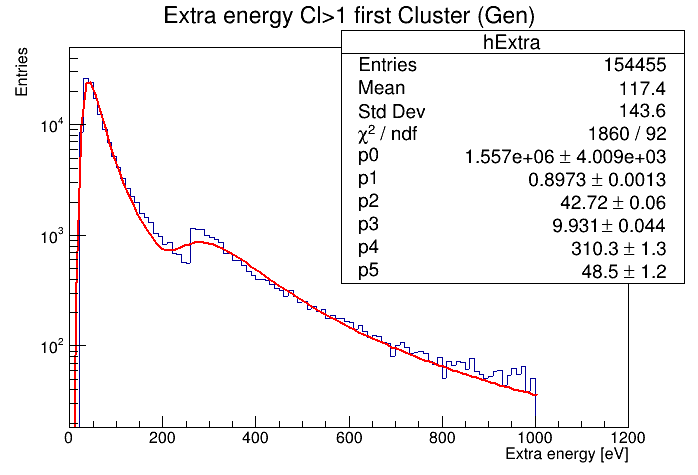 Extra energy Cl>1 first Cluster (Gen)
hExtra
Entries 154455
Mean 117.4
Std Dev 143.6
χ² / ndf 1860 / 92
p0 1.557e+06 ± 4.009e+03
p1 0.8973 ± 0.0013
p2 42.72 ± 0.06
p3 9.931 ± 0.044
p4 310.3 ± 1.3
p5 48.5 ± 1.2
Entries
10⁴
10³
10²
0 200 400 600 800 1000 1200
Extra energy [eV]